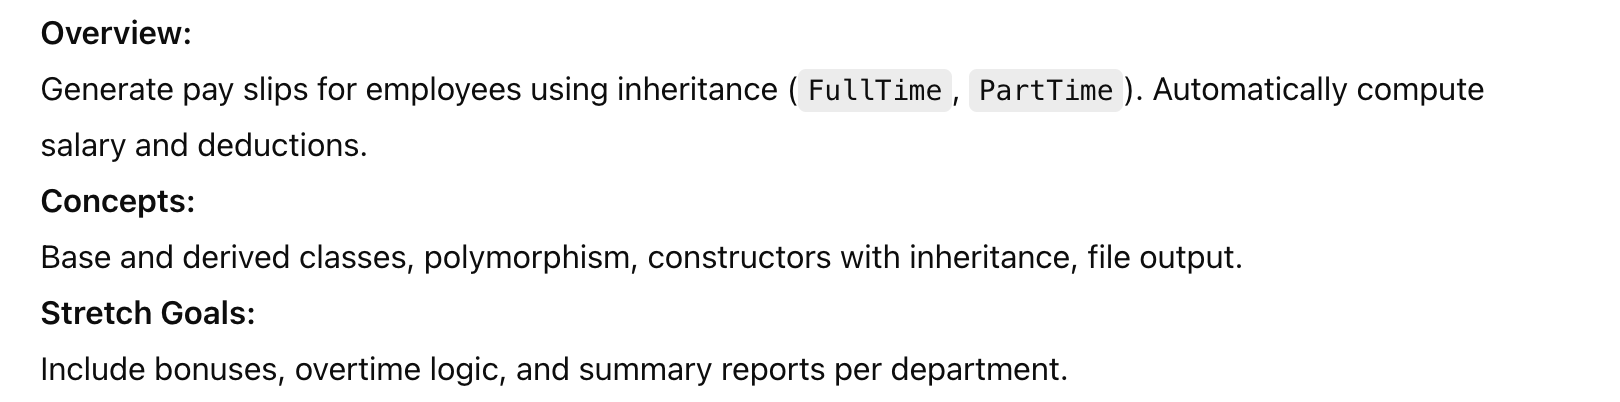 Overview:
Generate pay slips for employees using inheritance (FullTime, PartTime). Automatically compute
salary and deductions.
Concepts:
Base and derived classes, polymorphism, constructors with inheritance, file output.
Stretch Goals:
Include bonuses, overtime logic, and summary reports per department.